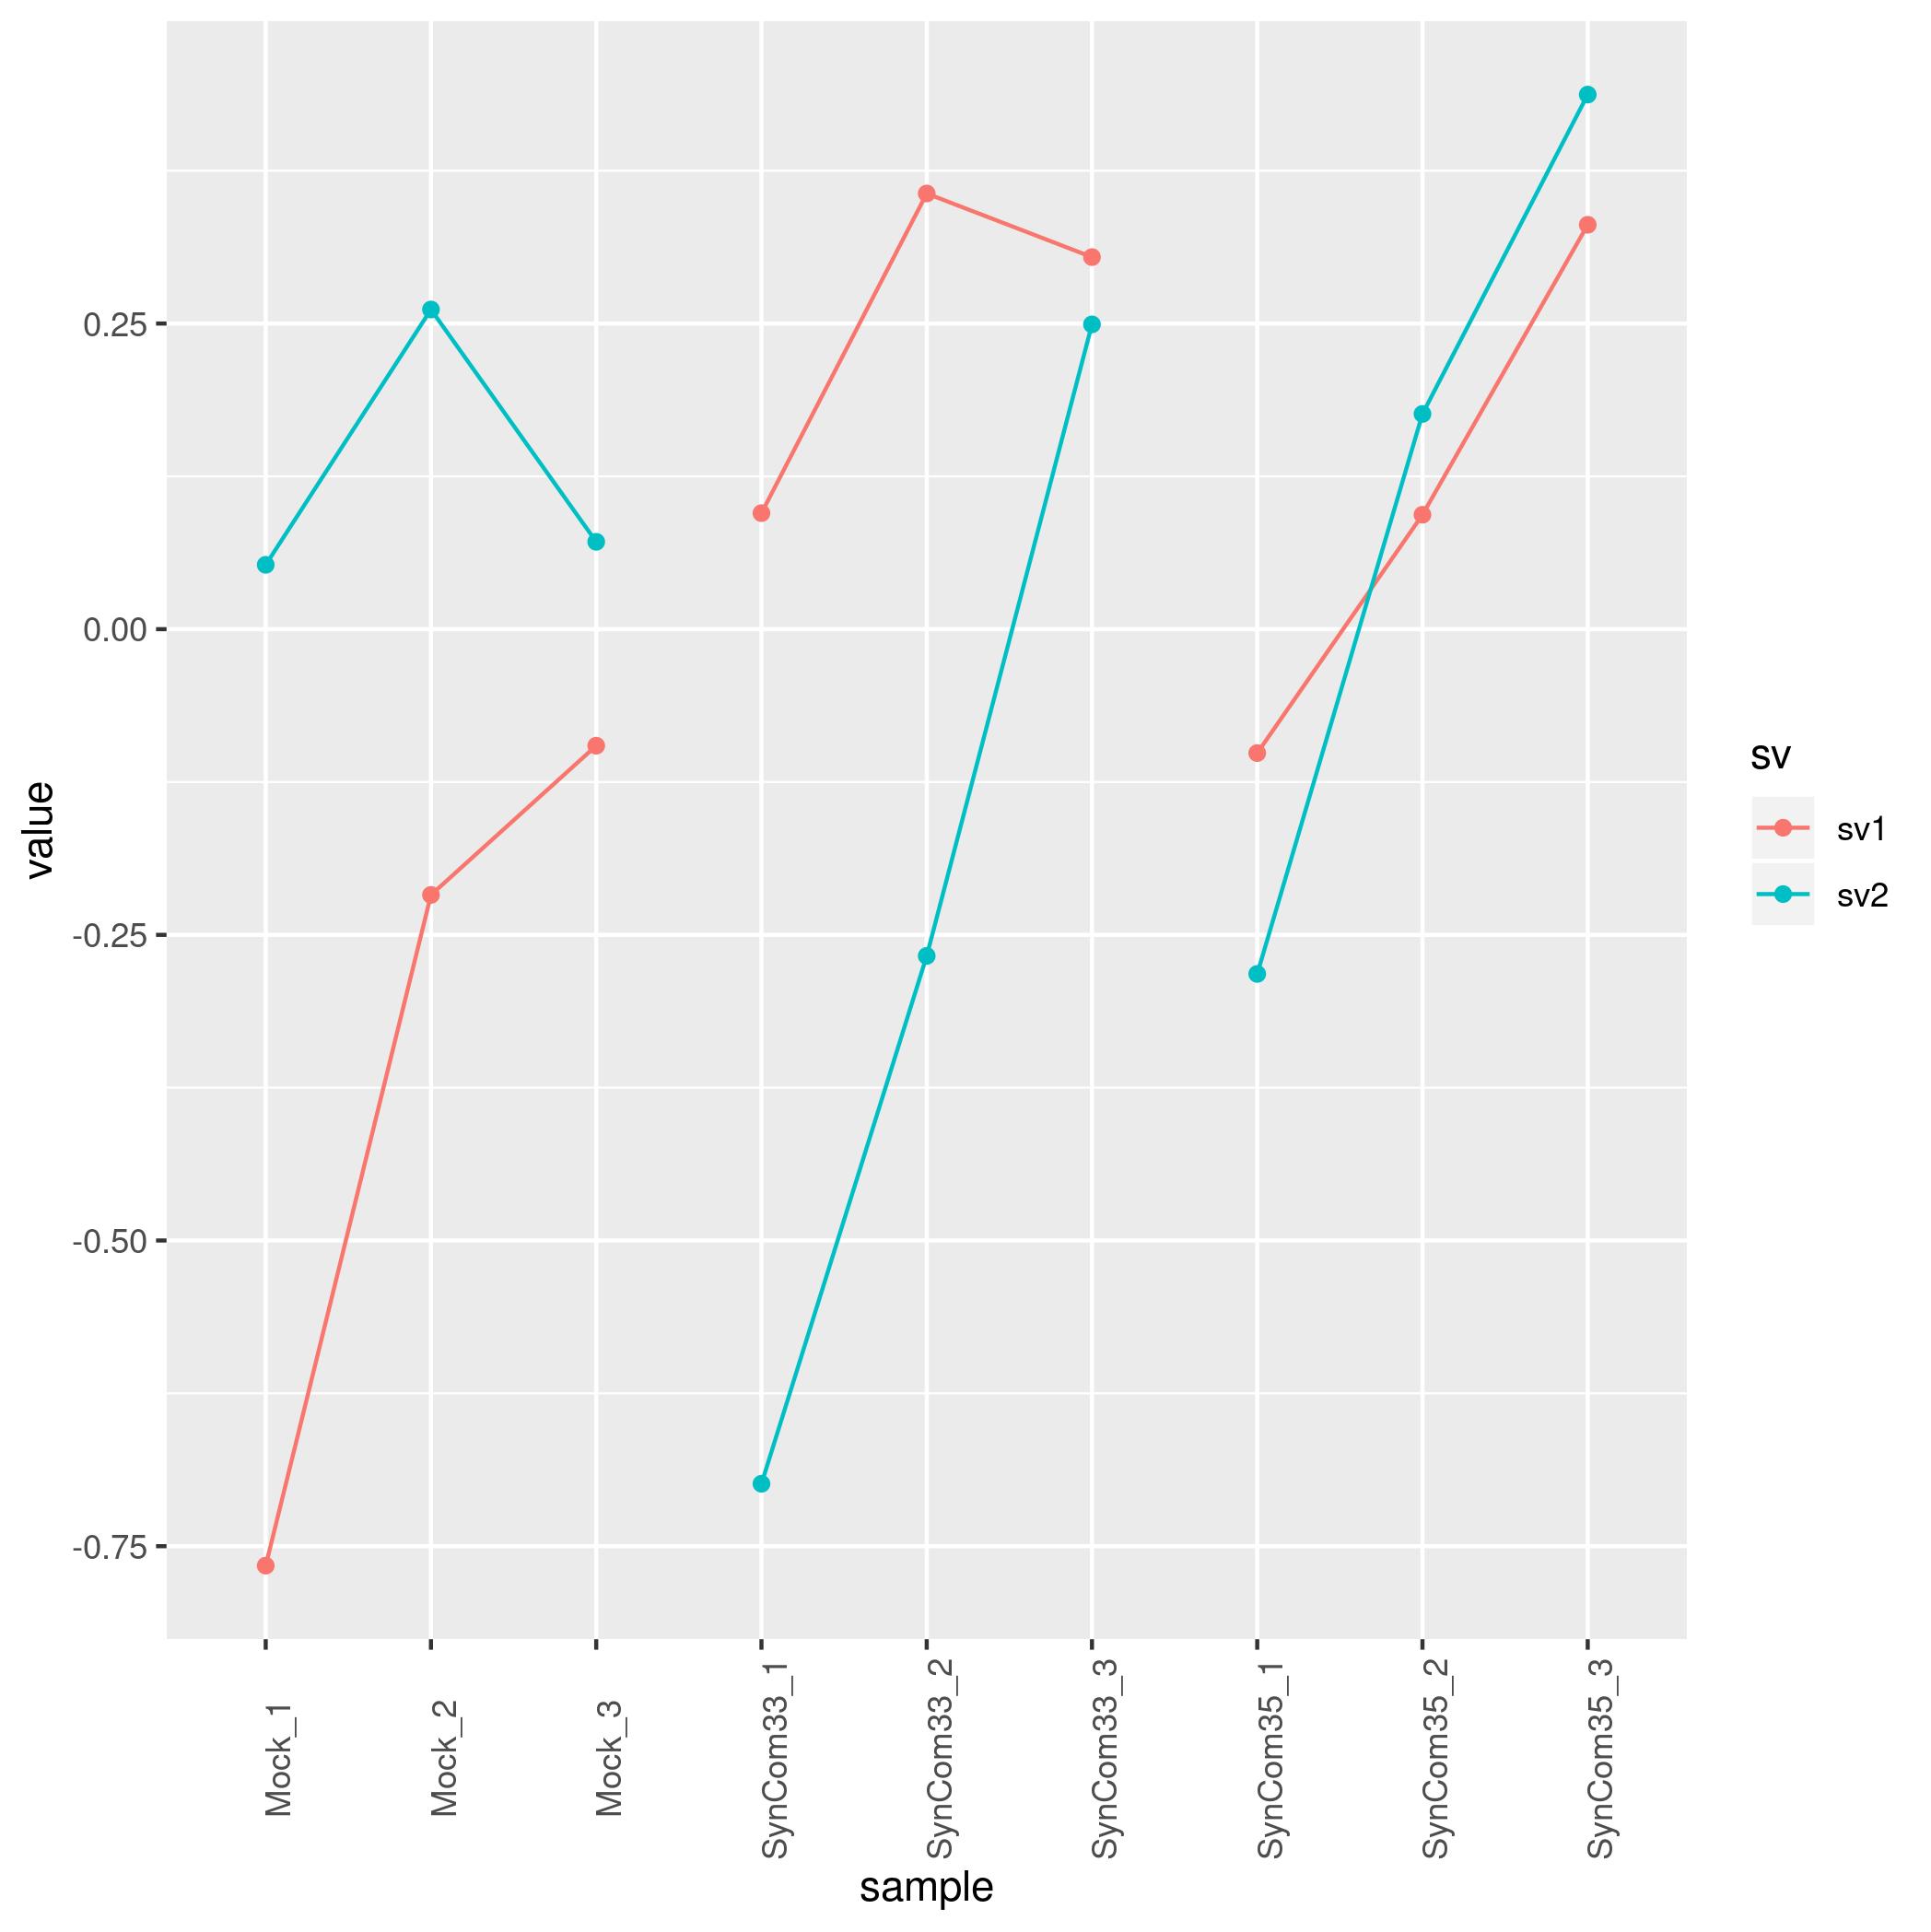 value
0.25
0.00
-0.25
-0.50
-0.75
Mock_1
Mock_2
Mock_3
SynCom33_1
SynCom33_2
SynCom33_3
SynCom35_1
SynCom35_2
SynCom35_3
sample
sv
sv1
sv2